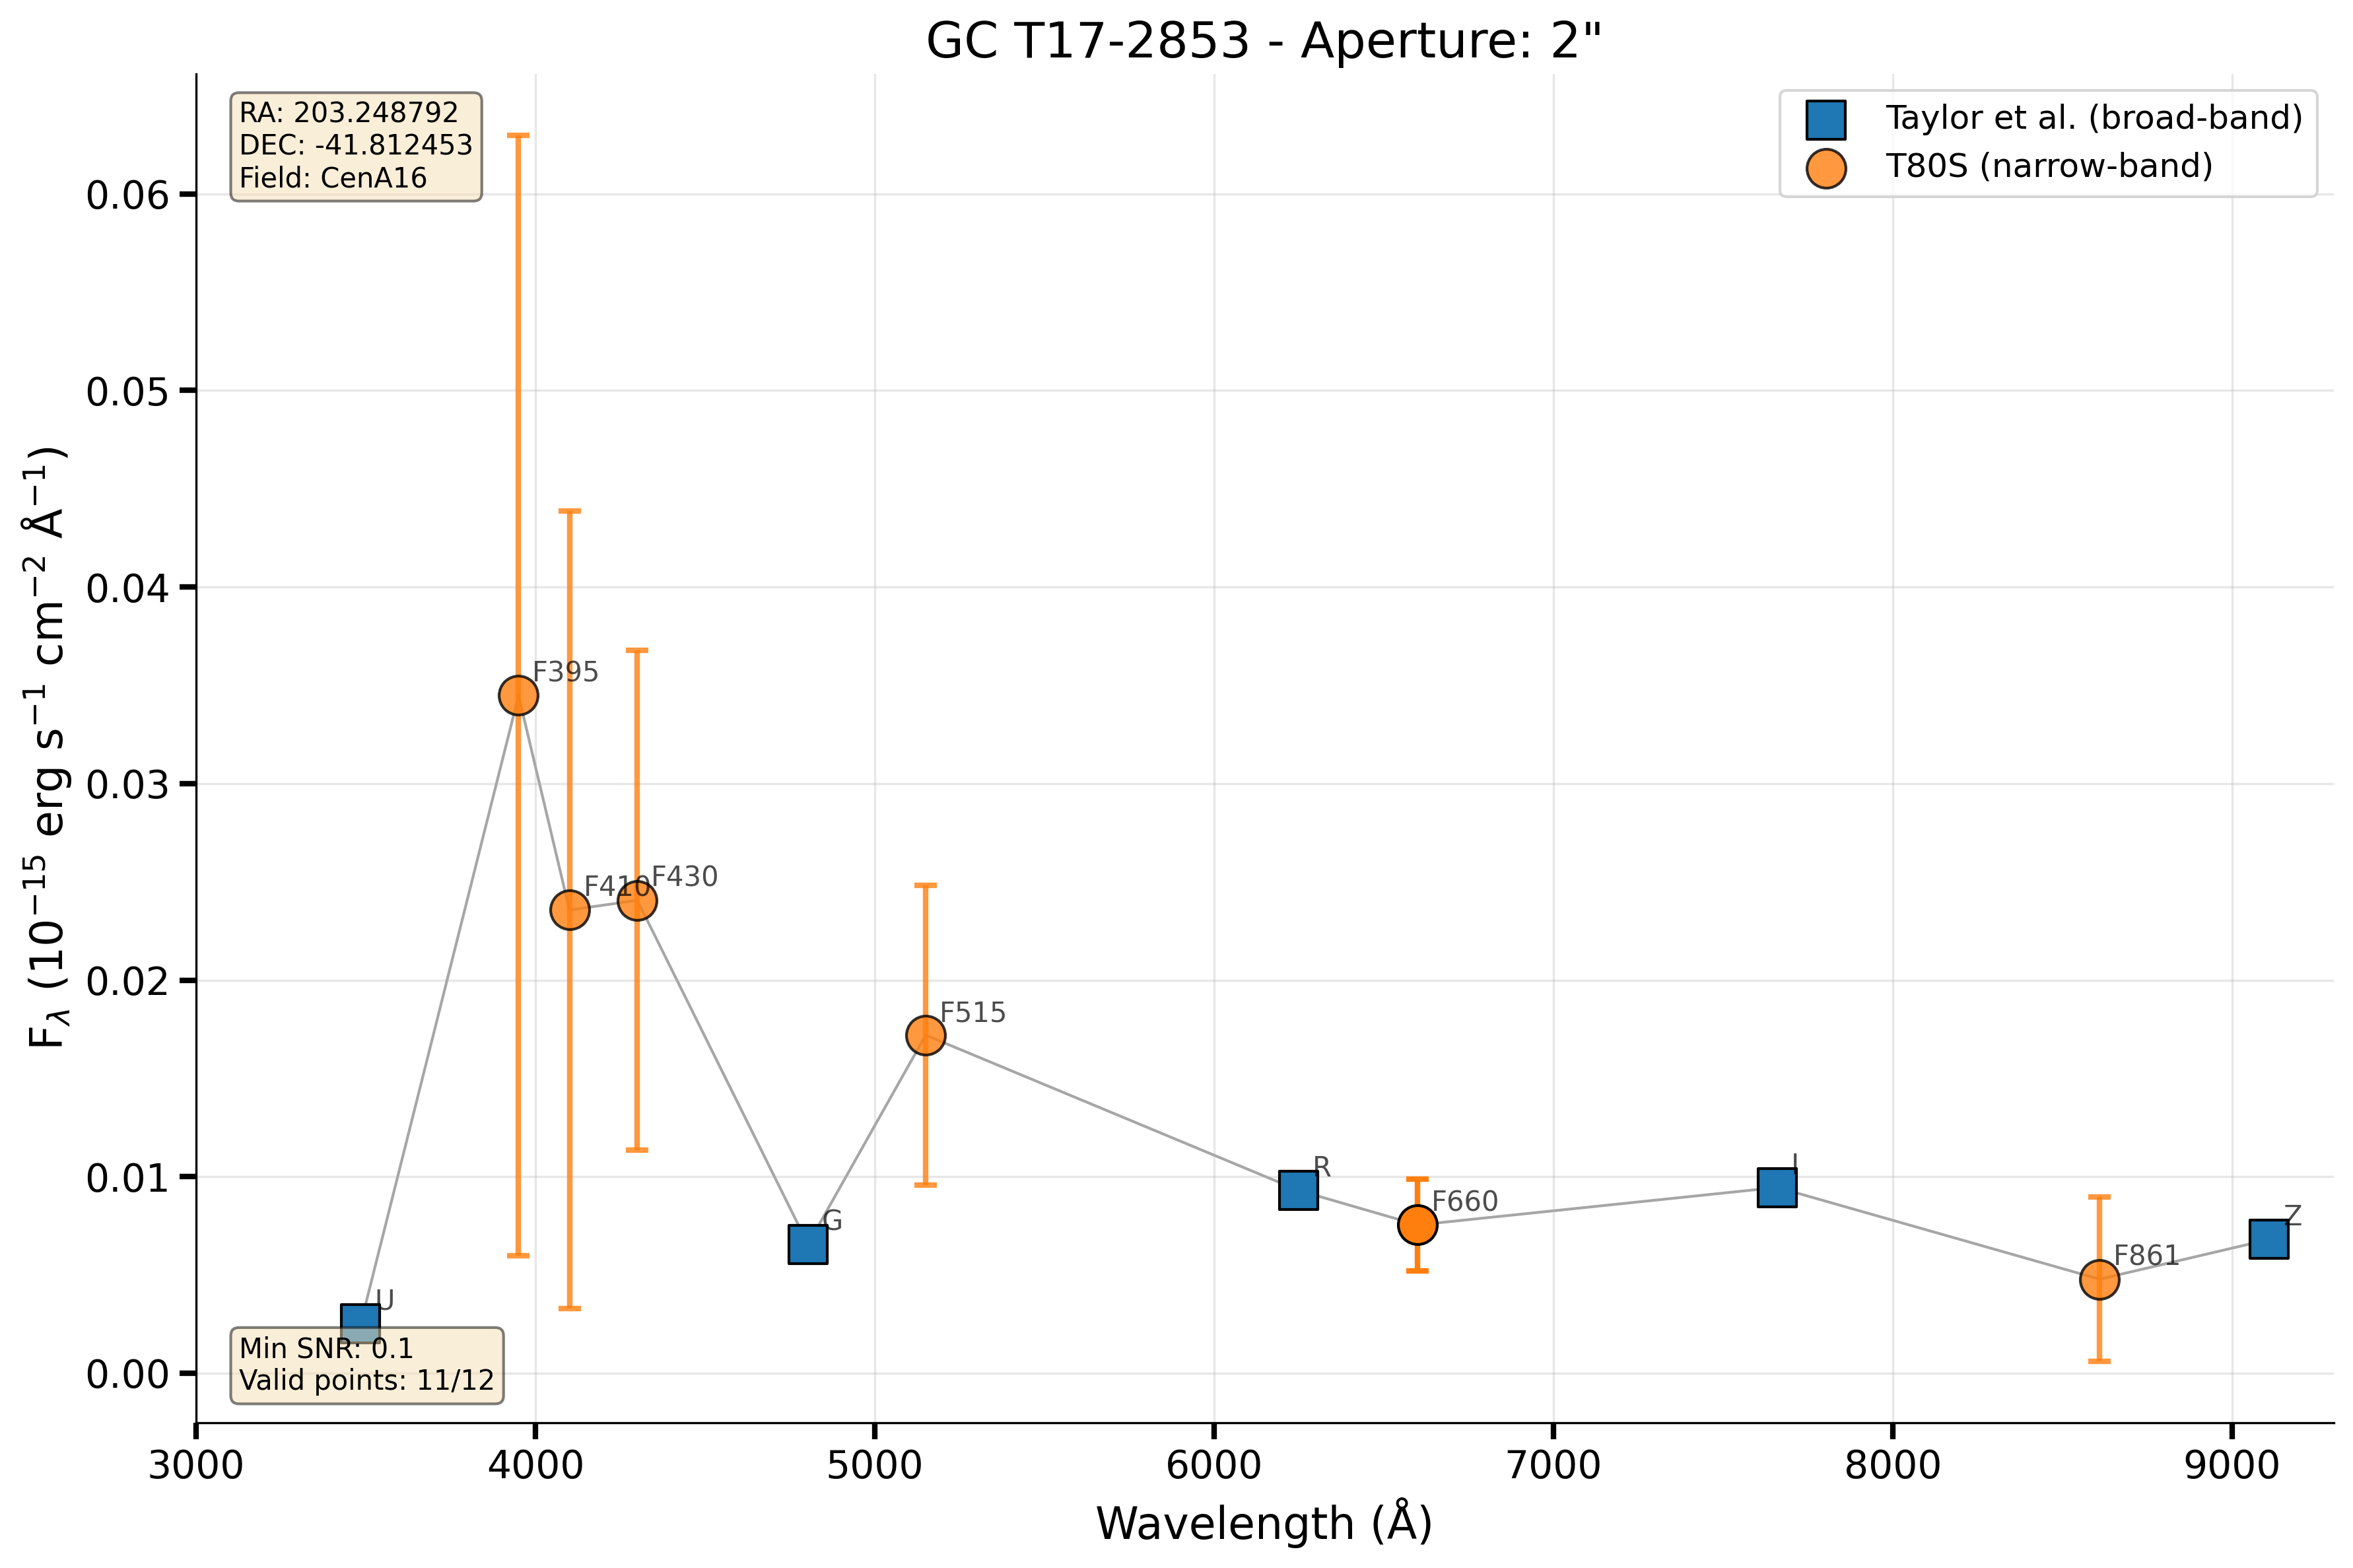 GC T17-2853 - Aperture: 2"
RA: 203.248792
DEC: -41.812453
Field: CenA16
Taylor et al. (broad-band)
T80S (narrow-band)
F_λ (10⁻¹⁵ erg s⁻¹ cm⁻² Å⁻¹)
0.06
0.05
0.04
0.03
0.02
0.01
0.00
F395
F410
F430
F515
U
G
R
F660
I
F861
Z
Min SNR: 0.1
Valid points: 11/12
3000 4000 5000 6000 7000 8000 9000
Wavelength (Å)